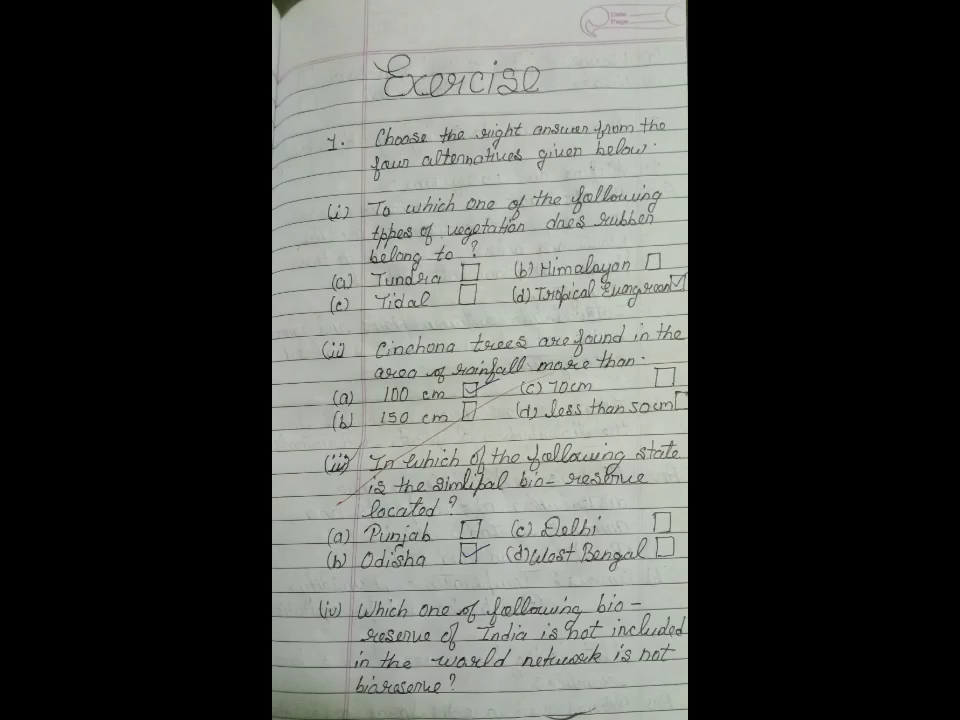 Date
Page
Exercise
1. Choose the right answer from the
four alternatives given below.
(i) To which one of the following
tppes of vegetation does rubber
belong to ?
(a) Tundra (b) Himalayan
(c) Tidal (d) Tropical Evergreen
(ii) Cinchona trees are found in the
area of rainfall more than.
(a) 100 cm (c) 70cm
(b) 150 cm (d) less than 50cm
(iii) In which of the following state
is the simlipal bio- reserve
located ?
(a) Punjab (c) Delhi
(b) Odisha (d) West Bengal
(iv) Which one of following bio -
reserve of India is not included
in the world network is not
bioreserve ?